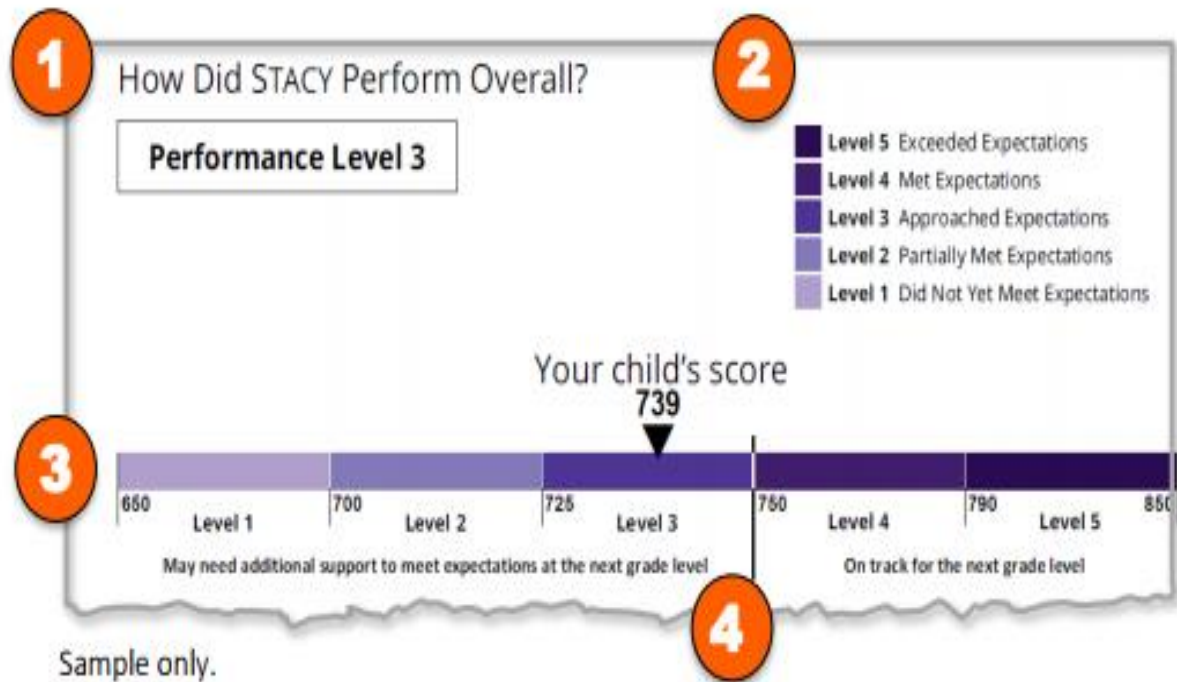 1
How Did STACY Perform Overall?
2
Performance Level 3
Level 5 Exceeded Expectations
Level 4 Met Expectations
Level 3 Approached Expectations
Level 2 Partially Met Expectations
Level 1 Did Not Yet Meet Expectations
Your child's score
739
3
650 700 725 750 790 850
Level 1 Level 2 Level 3 Level 4 Level 5
May need additional support to meet expectations at the next grade level On track for the next grade level
4
Sample only.